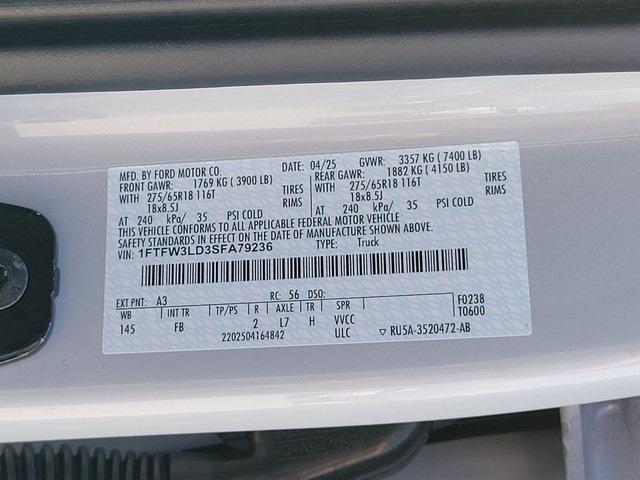 MFD. BY FORD MOTOR CO. DATE: 04/25 GVWR: 3357 KG ( 7400 LB)
FRONT GAWR: 1769 KG ( 3900 LB) REAR GAWR: 1882 KG ( 4150 LB)
WITH 275/65R18 116T TIRES WITH 275/65R18 116T TIRES
18x8.5J RIMS 18x8.5J RIMS
AT 240 kPa/ 35 PSI COLD AT 240 kPa/ 35 PSI COLD
THIS VEHICLE CONFORMS TO ALL APPLICABLE FEDERAL MOTOR VEHICLE
SAFETY STANDARDS IN EFFECT ON THE DATE OF MANUFACTURE SHOWN ABOVE.
VIN: 1FTFW3LD3SFA79236 TYPE: Truck
EXT PNT: A3 RC: 56 DSO:
WB INT TR TP/PS R AXLE TR SPR F0238
145 FB 2 L7 H VVCC T0600
2202504164842 ULC ▽ RU5A-3520472-AB